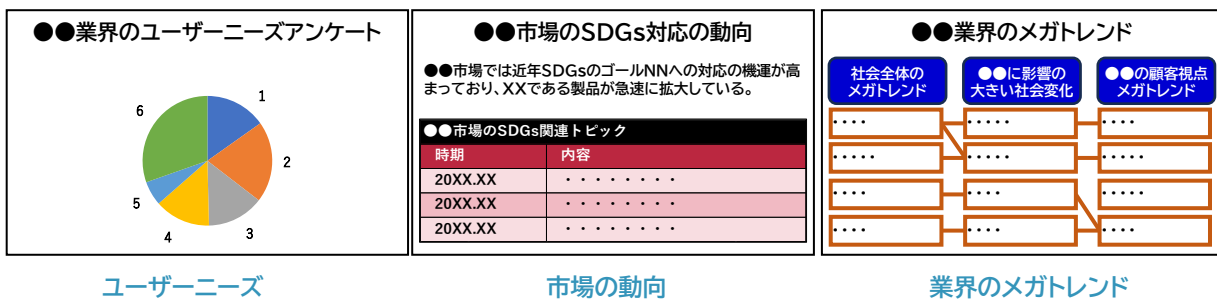 ●●業界のユーザーニーズアンケート
1
2
3
4
5
6
ユーザーニーズ
●●市場のSDGs対応の動向
●●市場では近年SDGsのゴールNNへの対応の機運が高
まっており、XXである製品が急速に拡大している。
●●市場のSDGs関連トピック
時期 内容
20XX.XX ・・・・・・・・
20XX.XX ・・・・・・・・
20XX.XX ・・・・・・・・
市場の動向
●●業界のメガトレンド
社会全体の
メガトレンド
●●に影響の
大きい社会変化
●●の顧客視点
メガトレンド
・・・・ ・・・・・ ・・・・
・・・・・ ・・・・ ・・・・・
・・・・ ・・・・ ・・・・・
・・・・ ・・・・ ・・・・
業界のメガトレンド